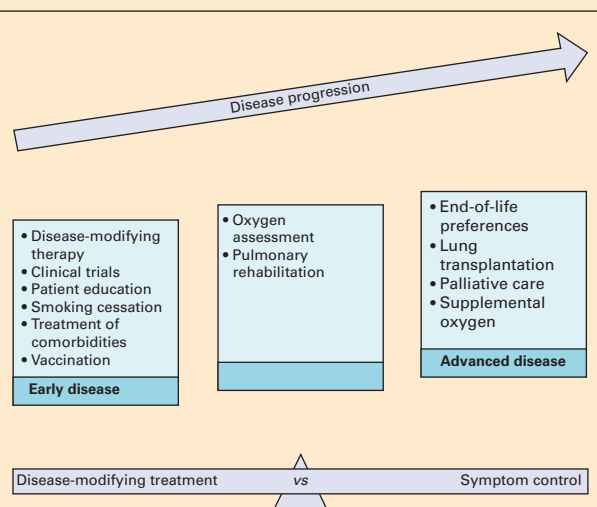 Disease progression
• Disease-modifying
therapy
• Clinical trials
• Patient education
• Smoking cessation
• Treatment of
comorbidities
• Vaccination
Early disease
• Oxygen
assessment
• Pulmonary
rehabilitation
• End-of-life
preferences
• Lung
transplantation
• Palliative care
• Supplemental
oxygen
Advanced disease
Disease-modifying treatment vs Symptom control